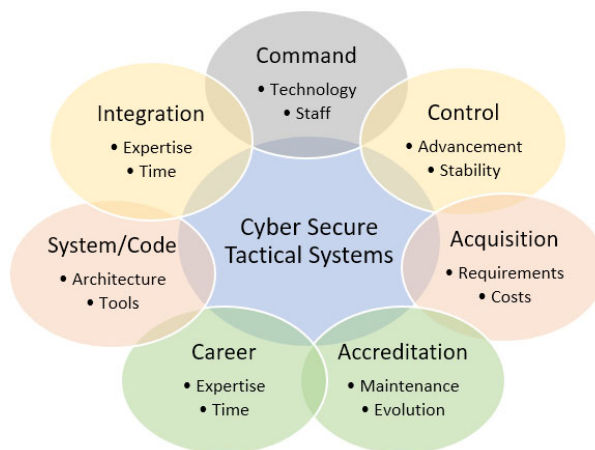 Command
• Technology
• Staff
Integration
• Expertise
• Time
Control
• Advancement
• Stability
Cyber Secure
Tactical Systems
System/Code
• Architecture
• Tools
Acquisition
• Requirements
• Costs
Career
• Expertise
• Time
Accreditation
• Maintenance
• Evolution